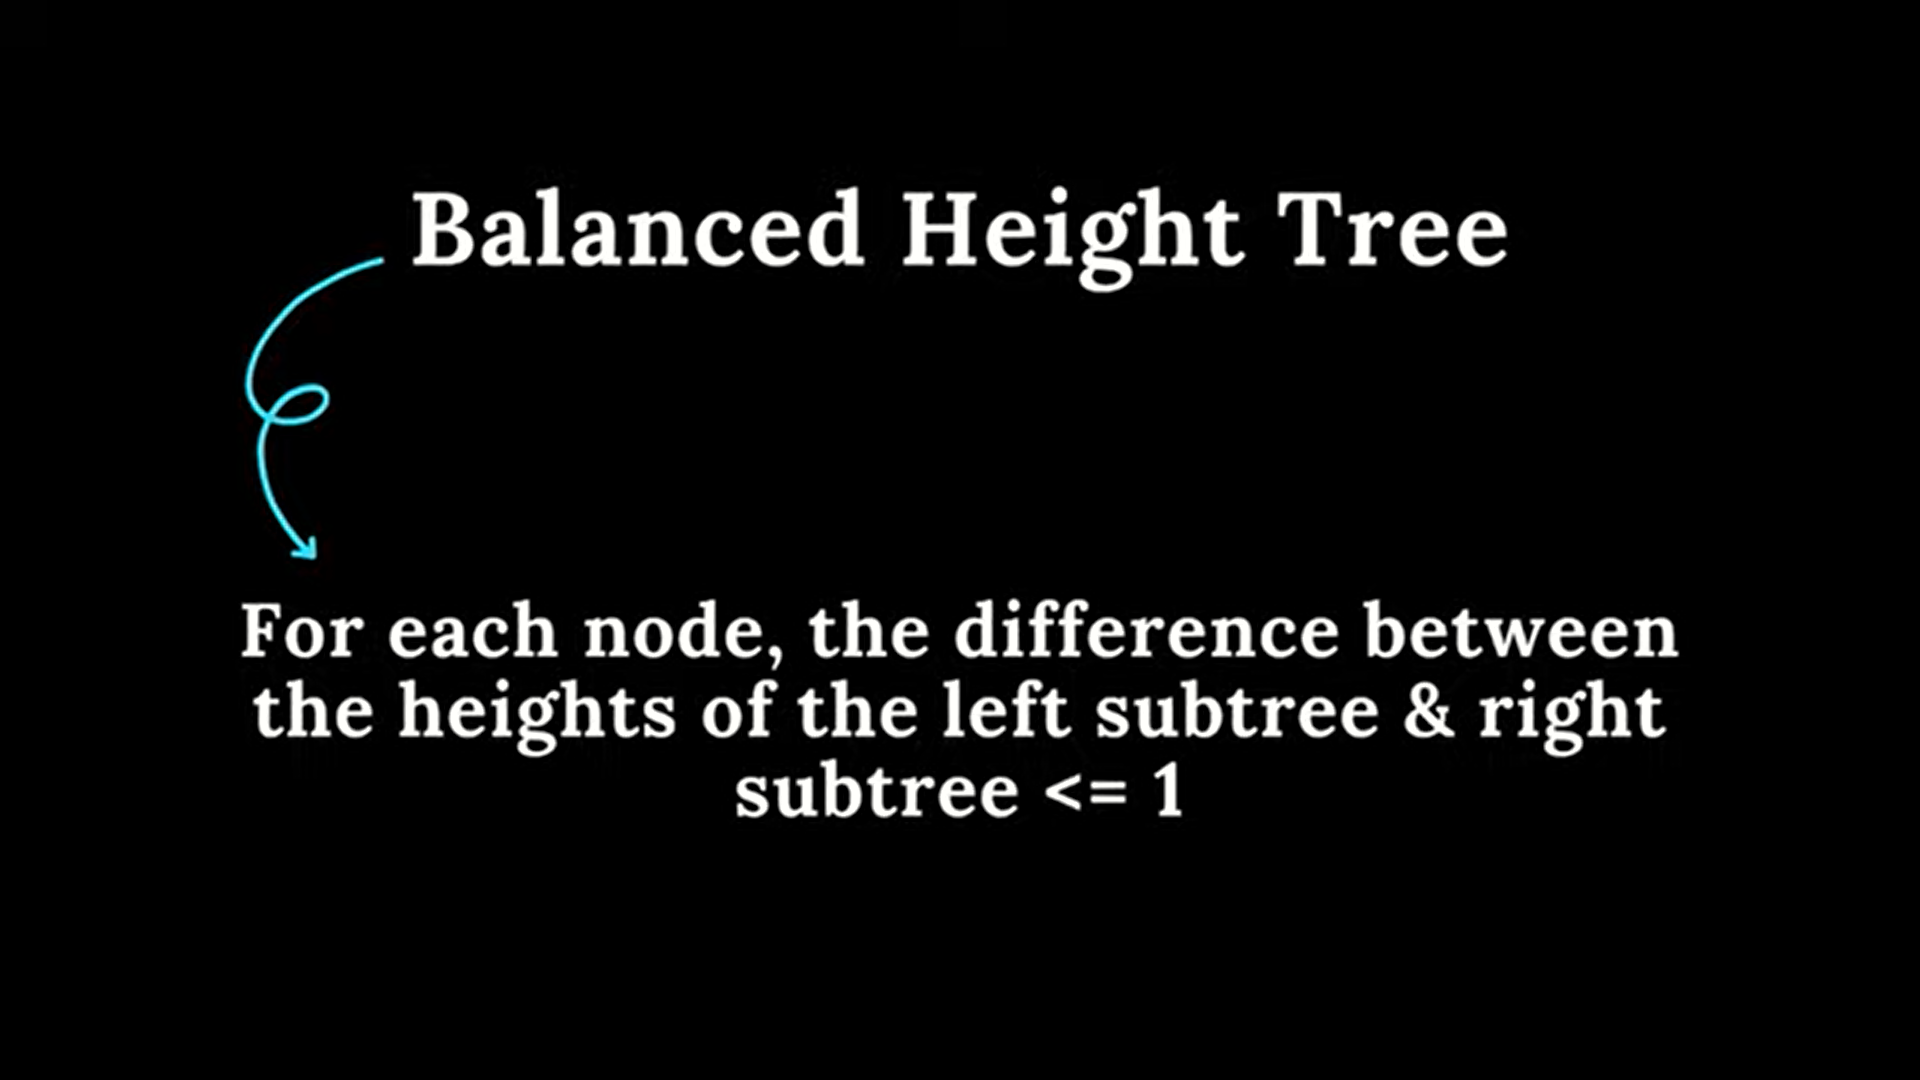 Balanced Height Tree
For each node, the difference between
the heights of the left subtree & right
subtree <= 1